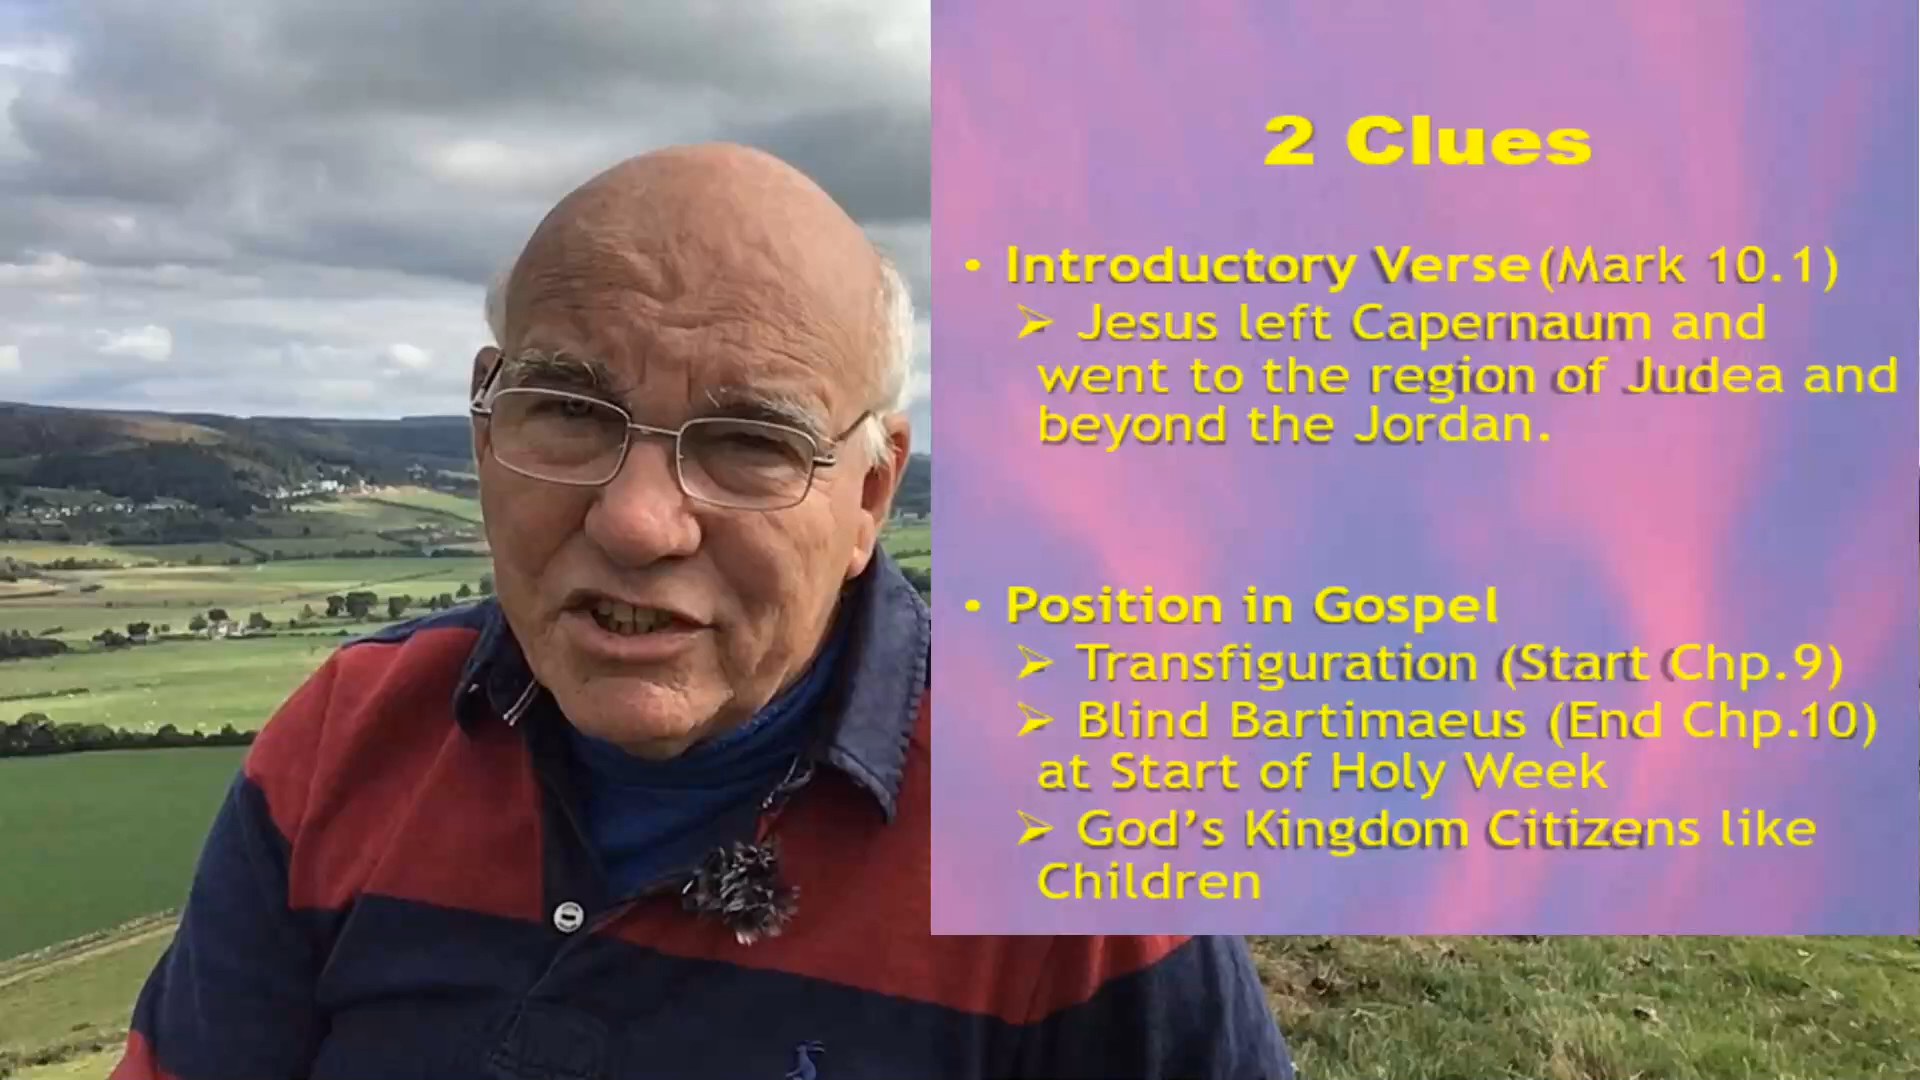 2 Clues
• Introductory Verse (Mark 10.1)
➢ Jesus left Capernaum and
went to the region of Judea and
beyond the Jordan.
• Position in Gospel
➢ Transfiguration (Start Chp.9)
➢ Blind Bartimaeus (End Chp.10)
at Start of Holy Week
➢ God’s Kingdom Citizens like
Children